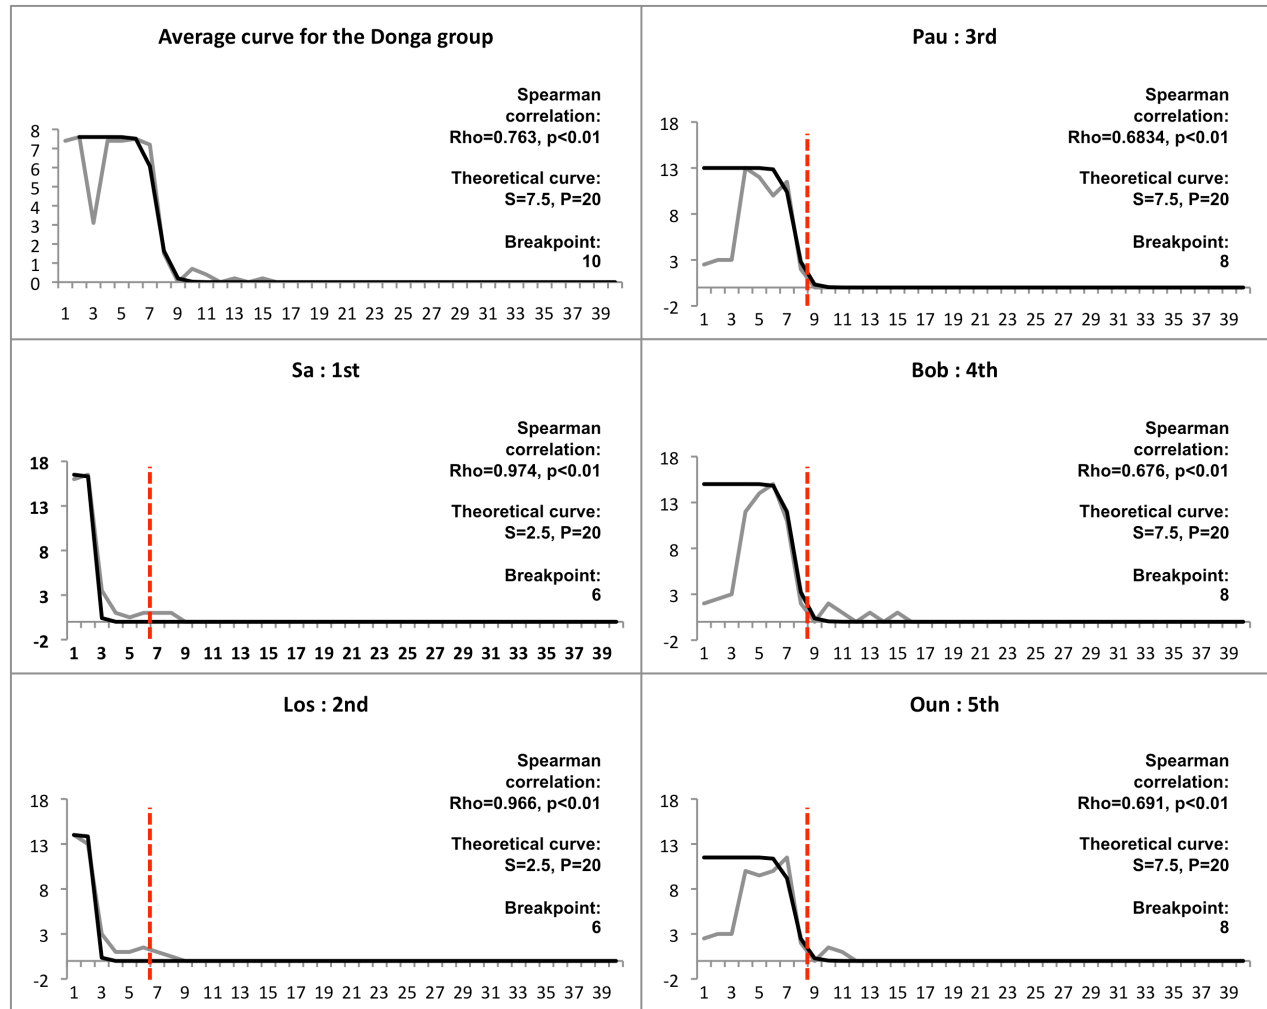 Average curve for the Donga group
Spearman
correlation:
Rho=0.763, p<0.01
Theoretical curve:
S=7.5, P=20
Breakpoint:
10
8
7
6
5
4
3
2
1
0
1 3 5 7 9 11 13 15 17 19 21 23 25 27 29 31 33 35 37 39
Pau : 3rd
Spearman
correlation:
Rho=0.6834, p<0.01
Theoretical curve:
S=7.5, P=20
Breakpoint:
8
18
13
8
3
-2
1 3 5 7 9 11 13 15 17 19 21 23 25 27 29 31 33 35 37 39
Sa : 1st
Spearman
correlation:
Rho=0.974, p<0.01
Theoretical curve:
S=2.5, P=20
Breakpoint:
6
18
13
8
3
-2
1 3 5 7 9 11 13 15 17 19 21 23 25 27 29 31 33 35 37 39
Bob : 4th
Spearman
correlation:
Rho=0.676, p<0.01
Theoretical curve:
S=7.5, P=20
Breakpoint:
8
18
13
8
3
-2
1 3 5 7 9 11 13 15 17 19 21 23 25 27 29 31 33 35 37 39
Los : 2nd
Spearman
correlation:
Rho=0.966, p<0.01
Theoretical curve:
S=2.5, P=20
Breakpoint:
6
18
13
8
3
-2
1 3 5 7 9 11 13 15 17 19 21 23 25 27 29 31 33 35 37 39
Oun : 5th
Spearman
correlation:
Rho=0.691, p<0.01
Theoretical curve:
S=7.5, P=20
Breakpoint:
8
18
13
8
3
-2
1 3 5 7 9 11 13 15 17 19 21 23 25 27 29 31 33 35 37 39